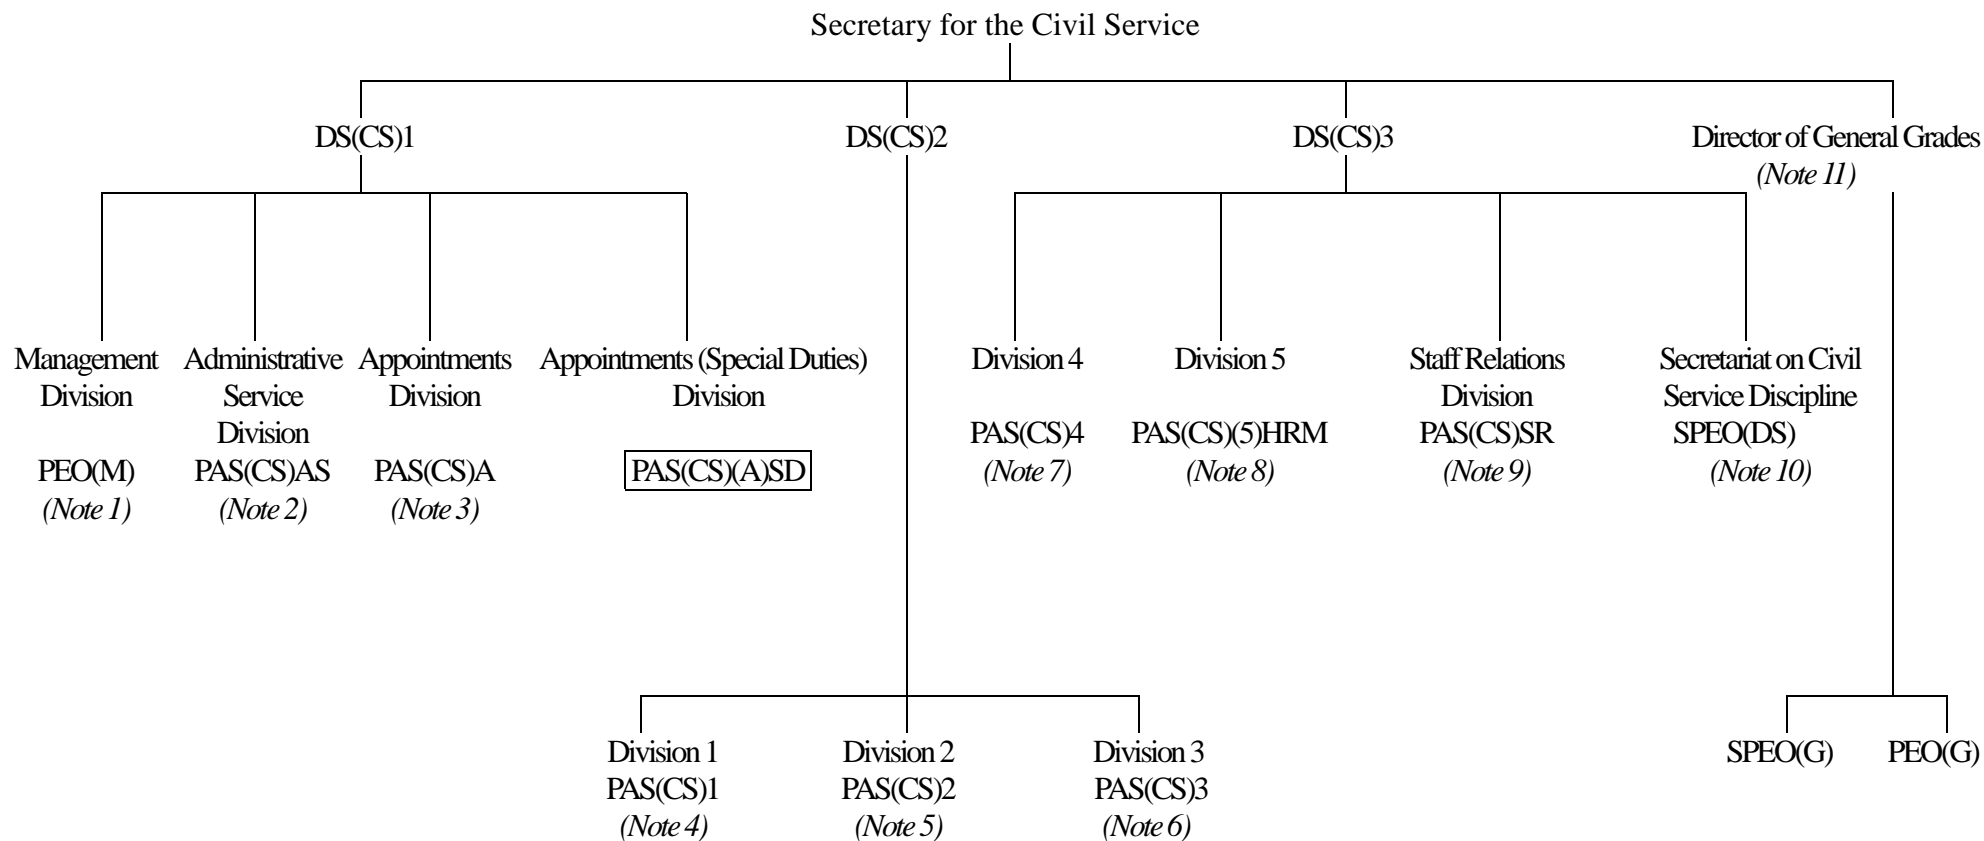 Secretary for the Civil Service
DS(CS)1
DS(CS)2
DS(CS)3
Director of General Grades
(Note 11)
Management
Division
PEO(M)
(Note 1)
Administrative
Service
Division
PAS(CS)AS
(Note 2)
Appointments
Division
PAS(CS)A
(Note 3)
Appointments (Special Duties)
Division
PAS(CS)(A)SD
Division 4
PAS(CS)4
(Note 7)
Division 5
PAS(CS)(5)HRM
(Note 8)
Staff Relations
Division
PAS(CS)SR
(Note 9)
Secretariat on Civil
Service Discipline
SPEO(DS)
(Note 10)
Division 1
PAS(CS)1
(Note 4)
Division 2
PAS(CS)2
(Note 5)
Division 3
PAS(CS)3
(Note 6)
SPEO(G)
PEO(G)